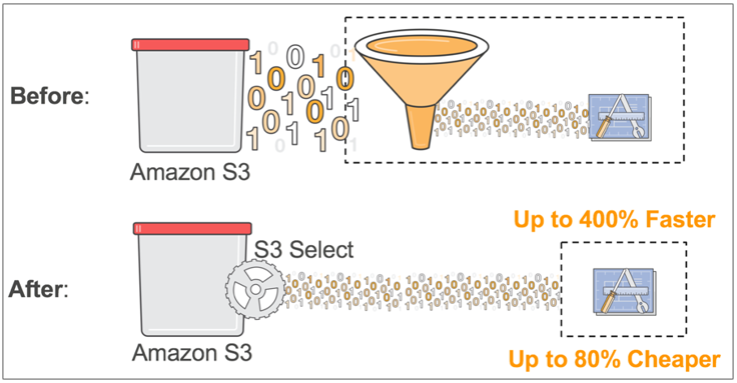 Before:
Amazon S3
Up to 400% Faster
S3 Select
After:
Amazon S3
Up to 80% Cheaper